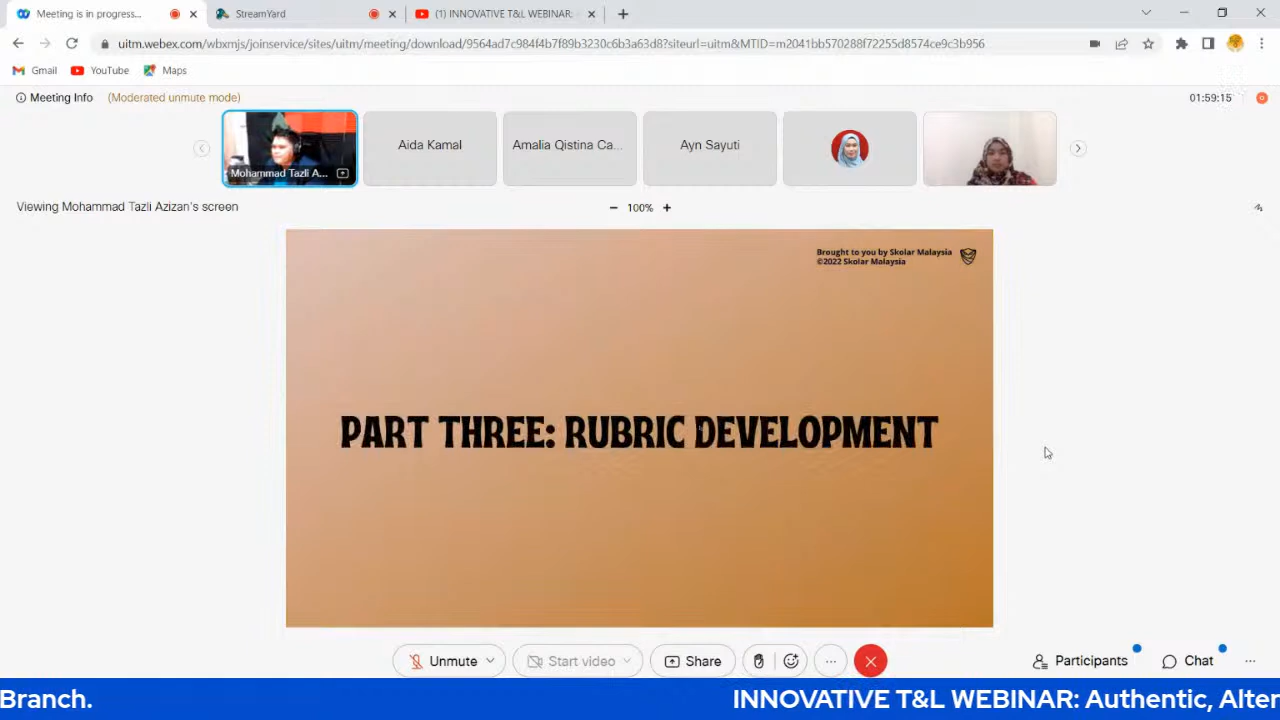 Meeting is in progress...
StreamYard
(1) INNOVATIVE T&L WEBINAR:
uitm.webex.com/wbxmjs/joinservice/sites/uitm/meeting/download/9564ad7c984f4b7f89b3230c6b3a63d8?siteurl=uitm&MTID=m2041bb570288f72255d8574ce9c3b956
Gmail
YouTube
Maps
Meeting Info (Moderated unmute mode)
01:59:15
Mohammad Tazli A...
Aida Kamal
Amalia Qistina Ca...
Ayn Sayuti
Viewing Mohammad Tazli Azizan's screen
100%
Brought to you by Skolar Malaysia
©2022 Skolar Malaysia
PART THREE: RUBRIC DEVELOPMENT
Unmute
Start video
Share
Participants
Chat
Branch.
INNOVATIVE T&L WEBINAR: Authentic, Alter